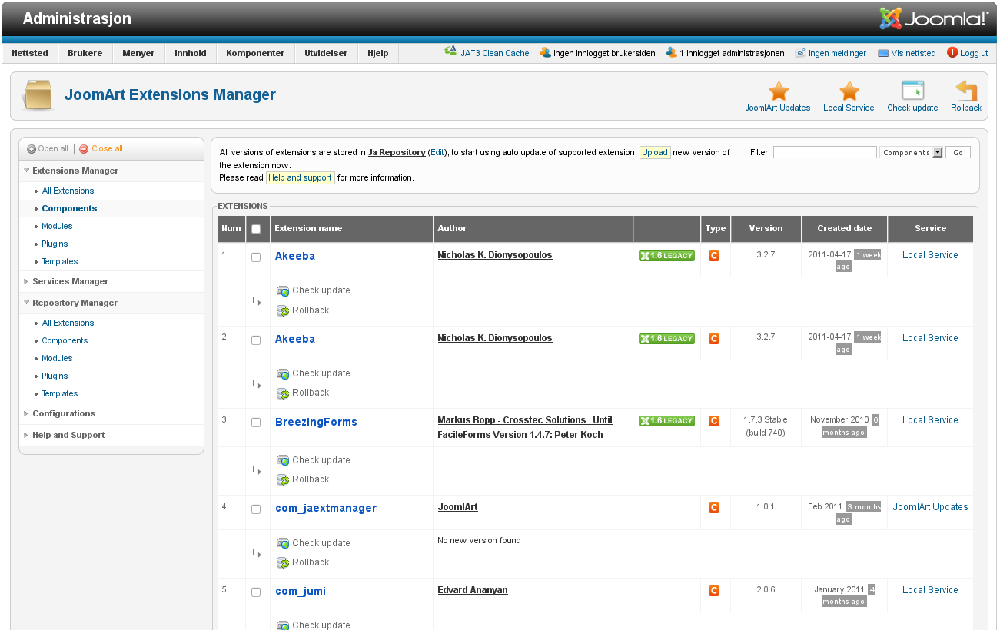 Administrasjon
Joomla!
Nettsted Brukere Menyer Innhold Komponenter Utvidelser Hjelp JAT3 Clean Cache Ingen innlogget brukersiden 1 innlogget administrasjonen Ingen meldinger Vis nettsted Logg ut
JoomArt Extensions Manager
JoomlArt Updates Local Service Check update Rollback
Open all Close all
Extensions Manager
All Extensions
Components
Modules
Plugins
Templates
Services Manager
Repository Manager
All Extensions
Components
Modules
Plugins
Templates
Configurations
Help and Support
All versions of extensions are stored in Ja Repository (Edit), to start using auto update of supported extension, Upload new version of
the extension now.
Please read Help and support for more information.
Filter: Components Go
EXTENSIONS
Num Extension name Author Type Version Created date Service
1 Akeeba Nicholas K. Dionysopoulos 1.6 LEGACY C 3.2.7 2011-04-17 1 week Local Service
ago
Check update
Rollback
2 Akeeba Nicholas K. Dionysopoulos 1.6 LEGACY C 3.2.7 2011-04-17 1 week Local Service
ago
Check update
Rollback
3 BreezingForms Markus Bopp - Crosstec Solutions | Until 1.6 LEGACY C 1.7.3 Stable November 2010 6 Local Service
FacileForms Version 1.4.7: Peter Koch (build 740) months ago
Check update
Rollback
4 com_jaextmanager JoomlArt C 1.0.1 Feb 2011 3 months JoomlArt Updates
ago
Check update No new version found
Rollback
5 com_jumi Edvard Ananyan C 2.0.6 January 2011 4 Local Service
months ago
Check update